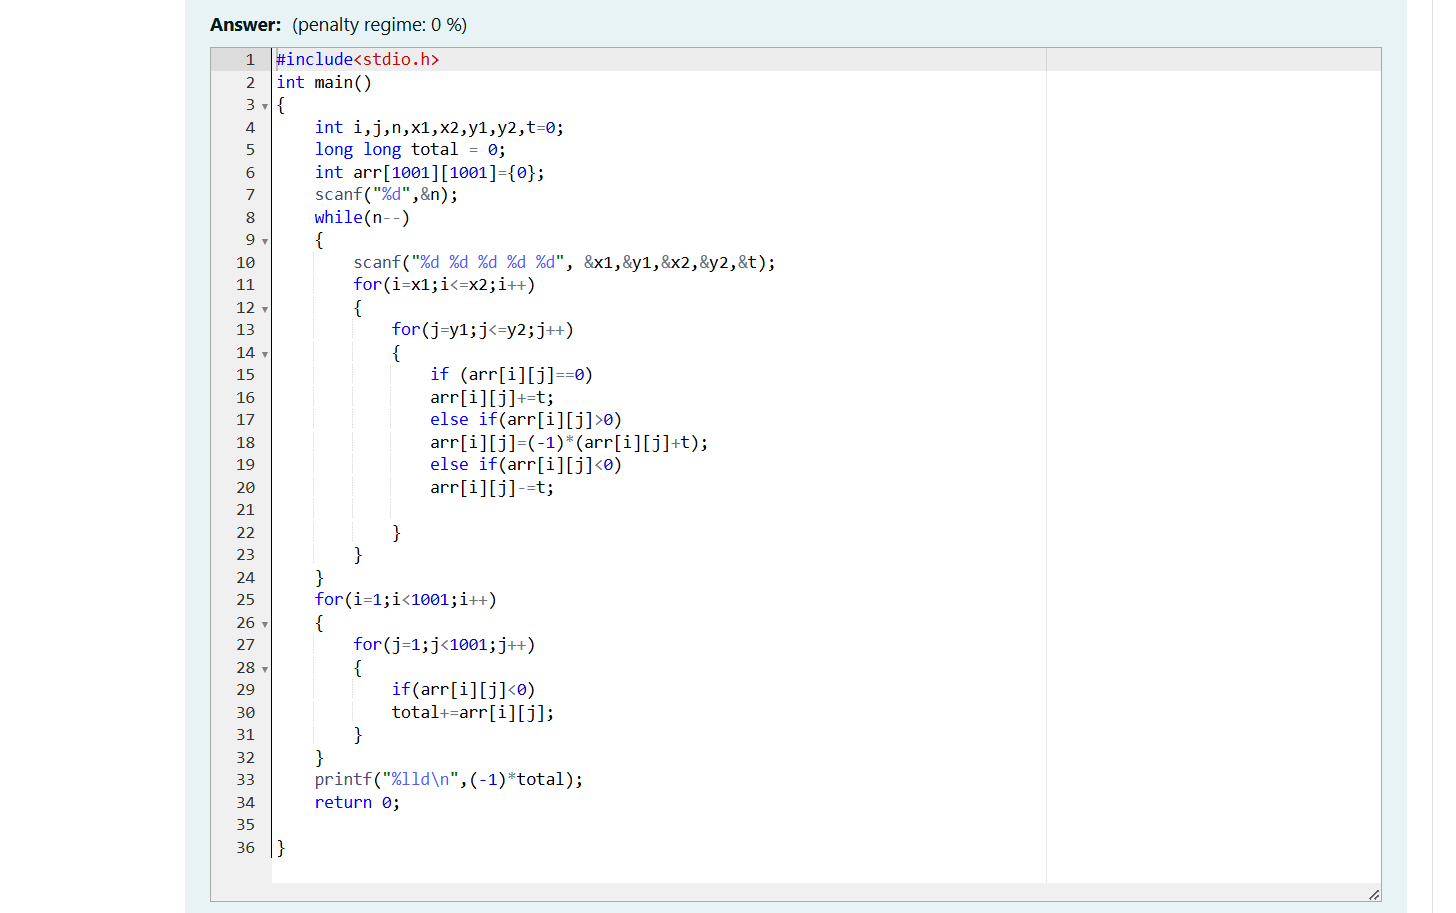 Answer: (penalty regime: 0 %)
1 #include<stdio.h>
2 int main()
3 {
4     int i,j,n,x1,x2,y1,y2,t=0;
5     long long total = 0;
6     int arr[1001][1001]={0};
7     scanf("%d",&n);
8     while(n--)
9     {
10         scanf("%d %d %d %d %d", &x1,&y1,&x2,&y2,&t);
11         for(i=x1;i<=x2;i++)
12         {
13             for(j=y1;j<=y2;j++)
14             {
15                 if (arr[i][j]==0)
16                 arr[i][j]+=t;
17                 else if(arr[i][j]>0)
18                 arr[i][j]=(-1)*(arr[i][j]+t);
19                 else if(arr[i][j]<0)
20                 arr[i][j]-=t;
21
22             }
23         }
24     }
25     for(i=1;i<1001;i++)
26     {
27         for(j=1;j<1001;j++)
28         {
29             if(arr[i][j]<0)
30             total+=arr[i][j];
31         }
32     }
33     printf("%lld\n",(-1)*total);
34     return 0;
35
36 }